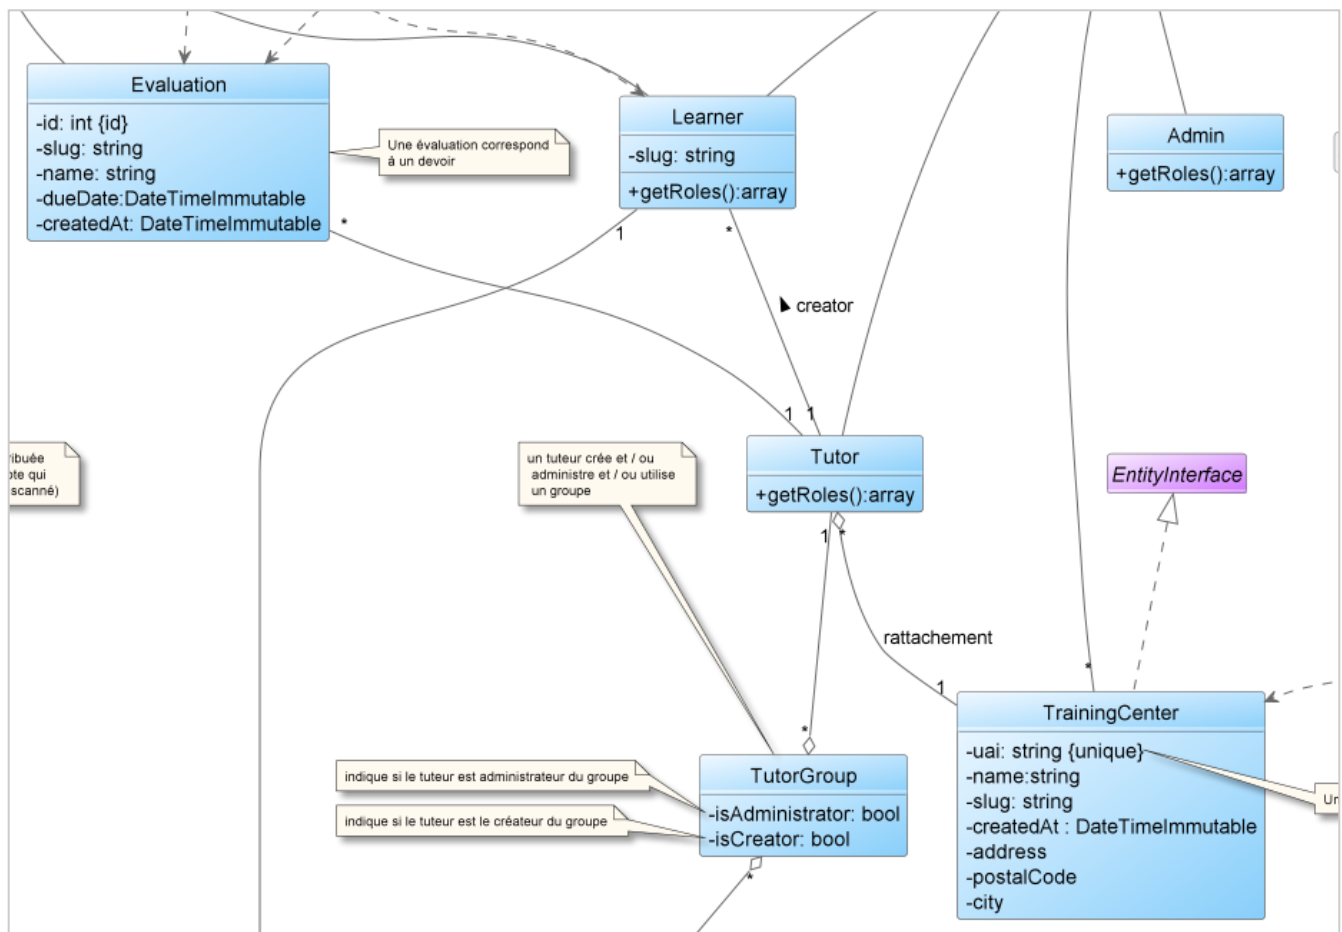 Evaluation
-id: int {id}
-slug: string
-name: string
-dueDate:DateTimeImmutable
-createdAt: DateTimeImmutable
*
Une évaluation correspond
à un devoir
Learner
-slug: string
+getRoles():array
1
*
Admin
+getRoles():array
creator
1
1
scanné)
un tuteur crée et / ou
administre et / ou utilise
un groupe
Tutor
+getRoles():array
1
*
EntityInterface
rattachement
1
*
*
TrainingCenter
-uai: string {unique}
-name:string
-slug: string
-createdAt : DateTimeImmutable
-address
-postalCode
-city
indique si le tuteur est administrateur du groupe
indique si le tuteur est le créateur du groupe
TutorGroup
-isAdministrator: bool
-isCreator: bool
*